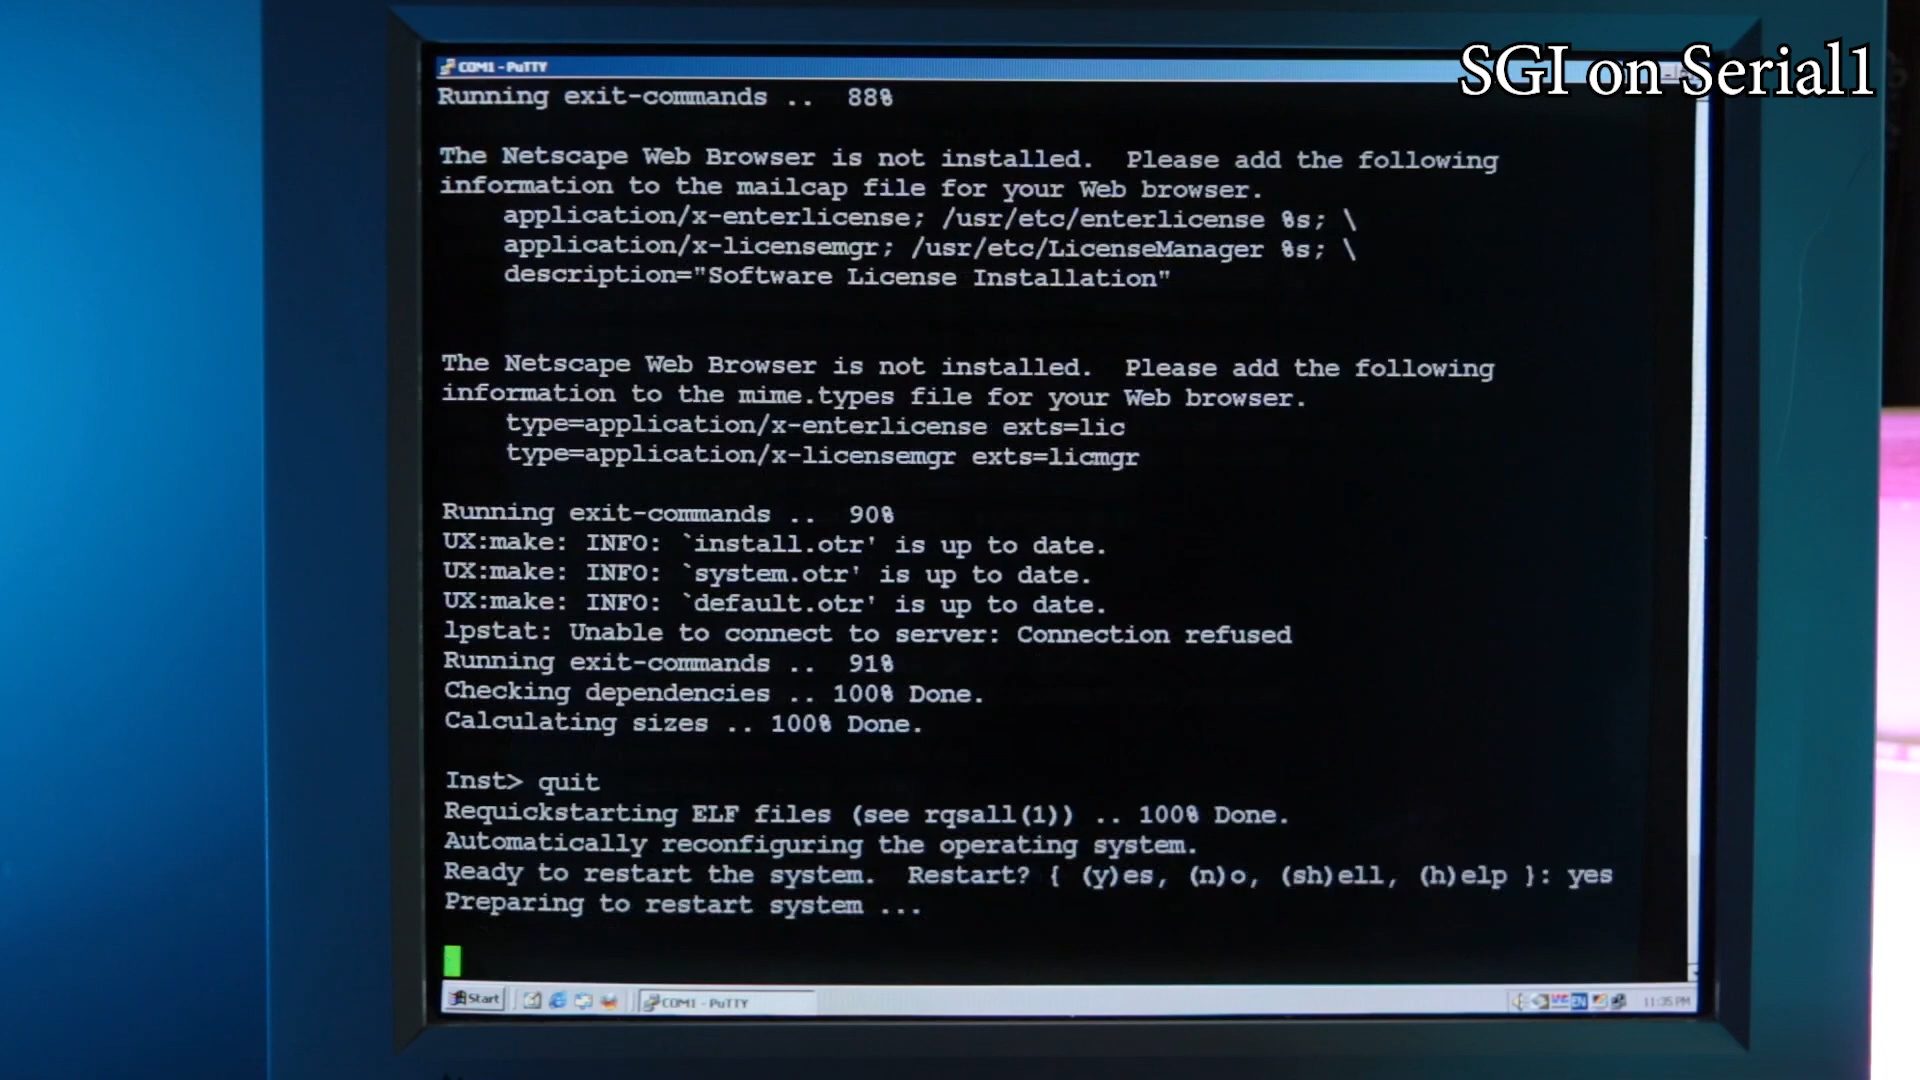 SGI on Serial1
COM1 - PuTTY
Running exit-commands ..  88%
The Netscape Web Browser is not installed.  Please add the following
information to the mailcap file for your Web browser.
application/x-enterlicense; /usr/etc/enterlicense %s; \
application/x-licensemgr; /usr/etc/LicenseManager %s; \
description="Software License Installation"
The Netscape Web Browser is not installed.  Please add the following
information to the mime.types file for your Web browser.
type=application/x-enterlicense exts=lic
type=application/x-licensemgr exts=licmgr
Running exit-commands ..  90%
UX:make: INFO: `install.otr' is up to date.
UX:make: INFO: `system.otr' is up to date.
UX:make: INFO: `default.otr' is up to date.
lpstat: Unable to connect to server: Connection refused
Running exit-commands ..  91%
Checking dependencies .. 100% Done.
Calculating sizes .. 100% Done.
Inst> quit
Requickstarting ELF files (see rqsall(1)) .. 100% Done.
Automatically reconfiguring the operating system.
Ready to restart the system.  Restart? { (y)es, (n)o, (sh)ell, (h)elp }: yes
Preparing to restart system ...
Start
COM1 - PuTTY
EN
11:35 PM